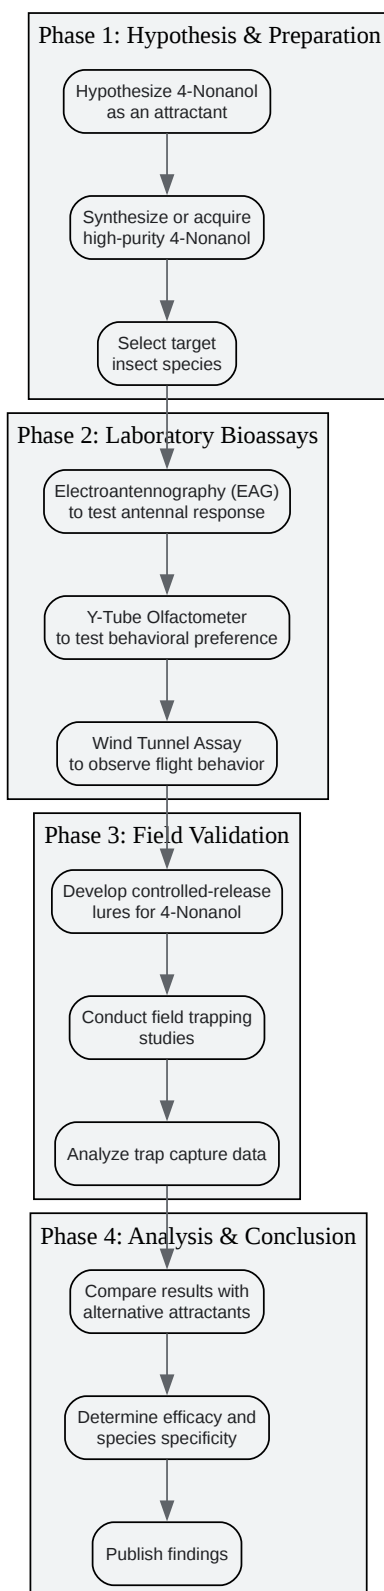 Phase 1: Hypothesis & Preparation
Hypothesize 4-Nonanol
as an attractant
Synthesize or acquire
high-purity 4-Nonanol
Select target
insect species
Phase 2: Laboratory Bioassays
Electroantennography (EAG)
to test antennal response
Y-Tube Olfactometer
to test behavioral preference
Wind Tunnel Assay
to observe flight behavior
Phase 3: Field Validation
Develop controlled-release
lures for 4-Nonanol
Conduct field trapping
studies
Analyze trap capture data
Phase 4: Analysis & Conclusion
Compare results with
alternative attractants
Determine efficacy and
species specificity
Publish findings